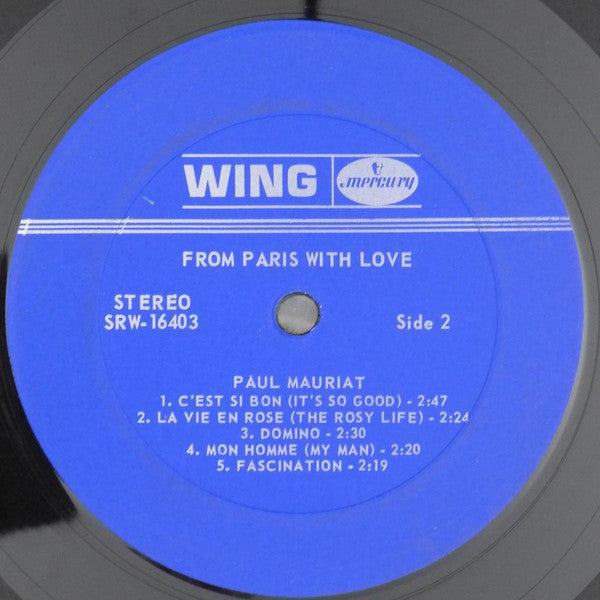 WING mercury
FROM PARIS WITH LOVE
STEREO
SRW-16403 Side 2
PAUL MAURIAT
1. C'EST SI BON (IT'S SO GOOD) - 2:47
2. LA VIE EN ROSE (THE ROSY LIFE) - 2:24
3. DOMINO - 2:30
4. MON HOMME (MY MAN) - 2:20
5. FASCINATION - 2:19